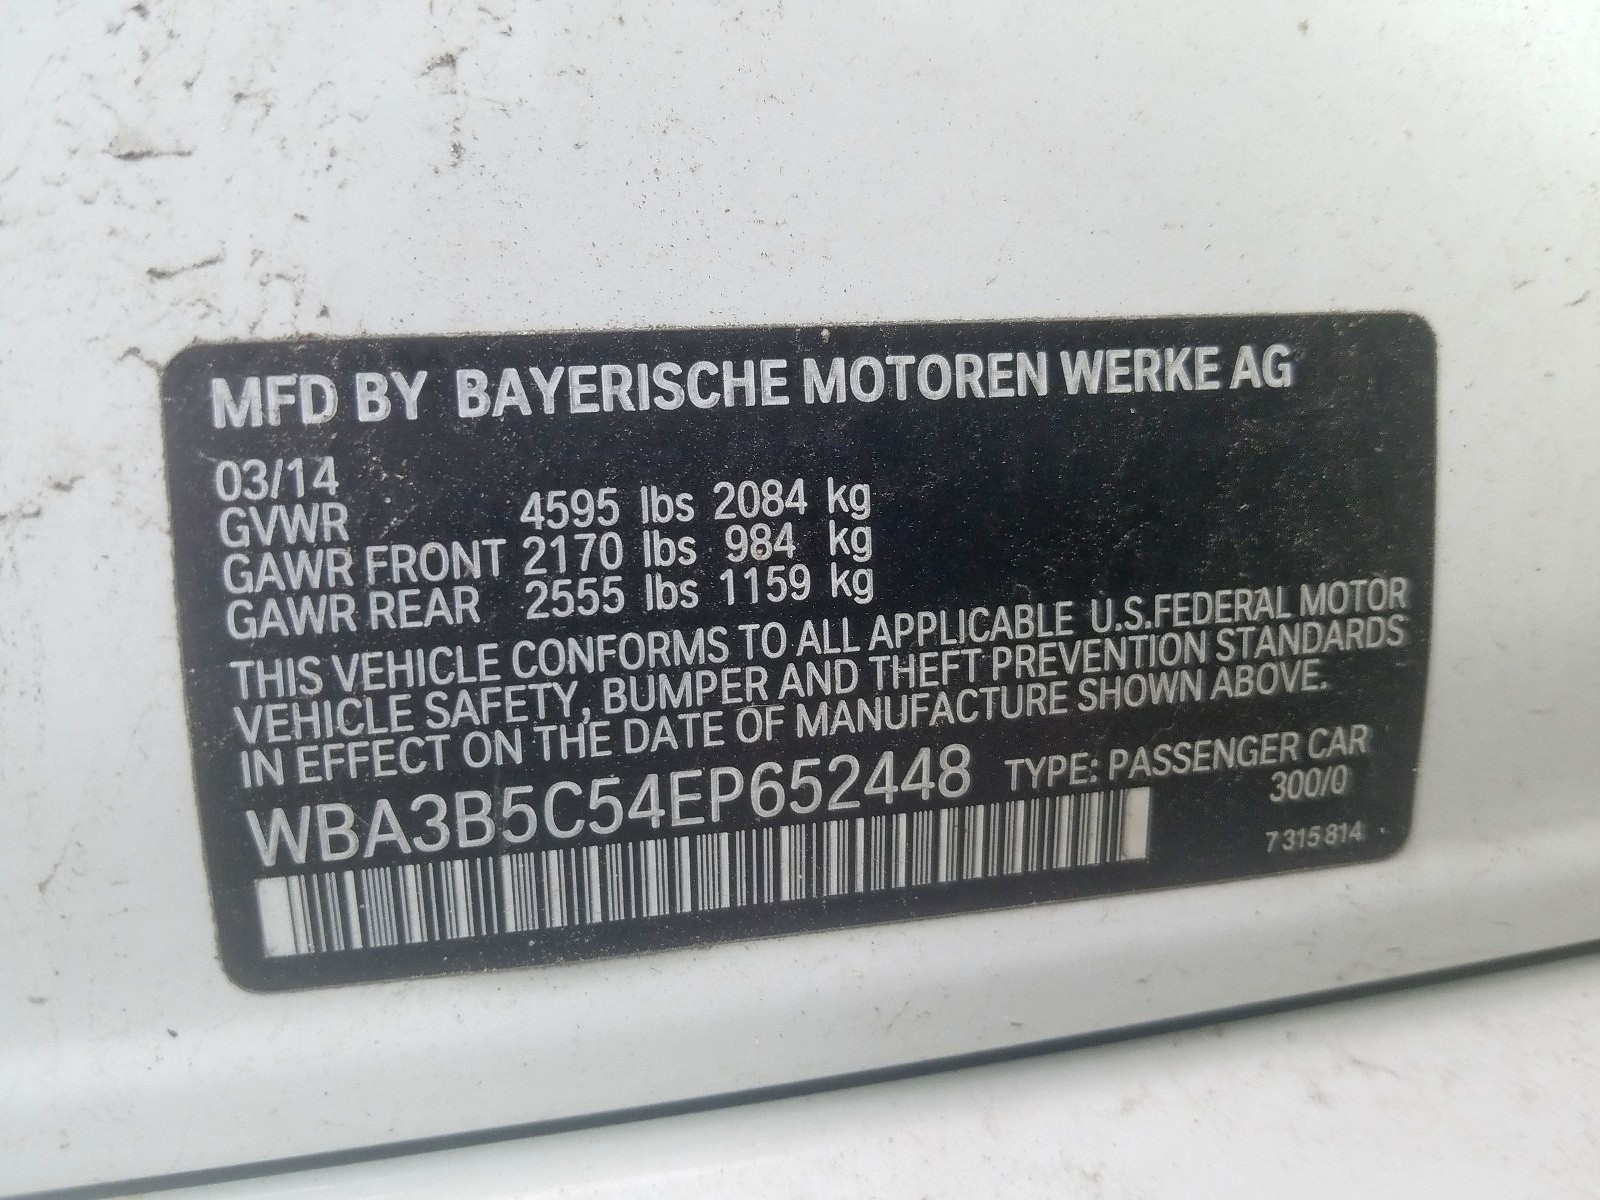 MFD BY BAYERISCHE MOTOREN WERKE AG
03/14
GVWR 4595 lbs 2084 kg
GAWR FRONT 2170 lbs 984 kg
GAWR REAR 2555 lbs 1159 kg
THIS VEHICLE CONFORMS TO ALL APPLICABLE U.S.FEDERAL MOTOR
VEHICLE SAFETY, BUMPER AND THEFT PREVENTION STANDARDS
IN EFFECT ON THE DATE OF MANUFACTURE SHOWN ABOVE.
WBA3B5C54EP652448 TYPE: PASSENGER CAR
300/0
7 315 814